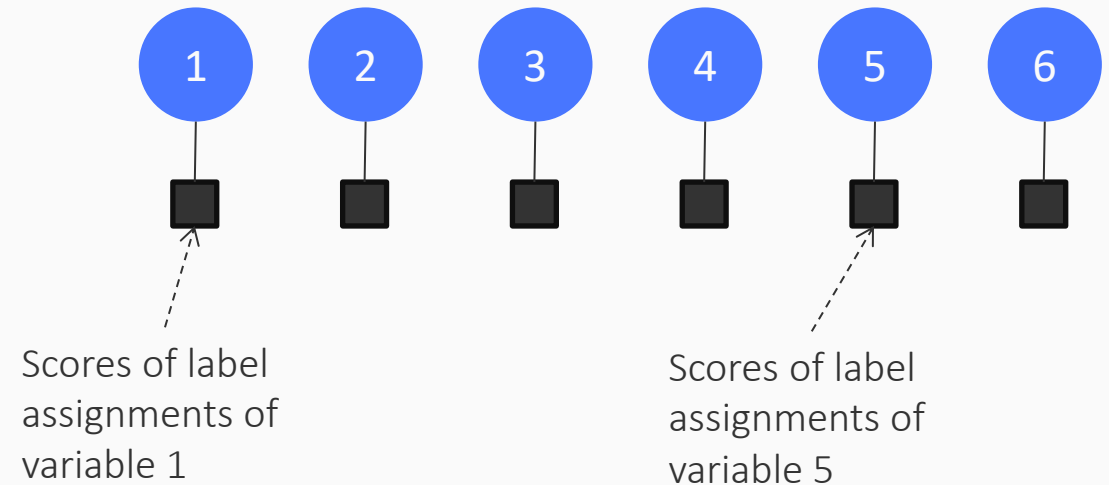 1 2 3 4 5 6
Scores of label
assignments of
variable 1
Scores of label
assignments of
variable 5